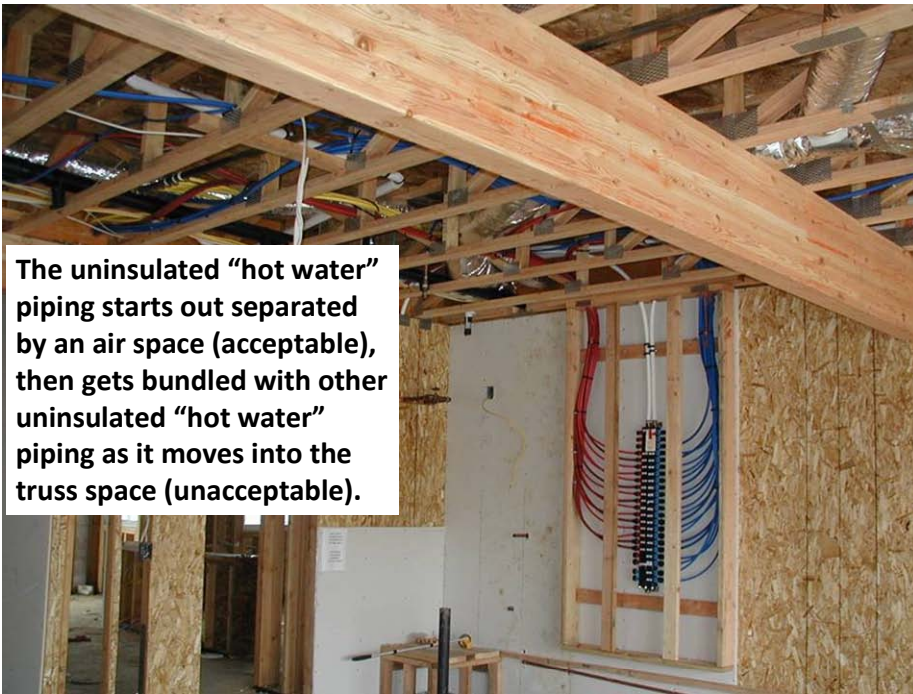 The uninsulated “hot water”
piping starts out separated
by an air space (acceptable),
then gets bundled with other
uninsulated “hot water”
piping as it moves into the
truss space (unacceptable).